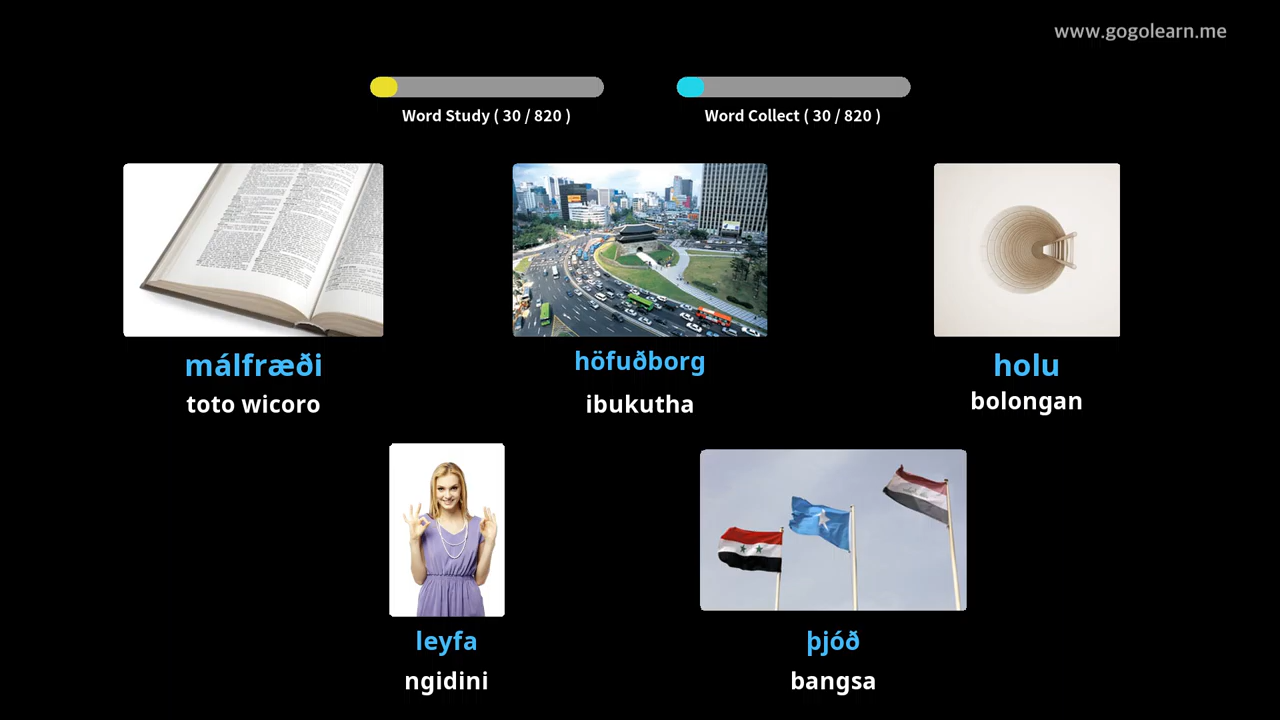 www.gogolearn.me
Word Study ( 30 / 820 )
Word Collect ( 30 / 820 )
málfræði
toto wicoro
höfuðborg
ibukutha
holu
bolongan
leyfa
ngidini
þjóð
bangsa